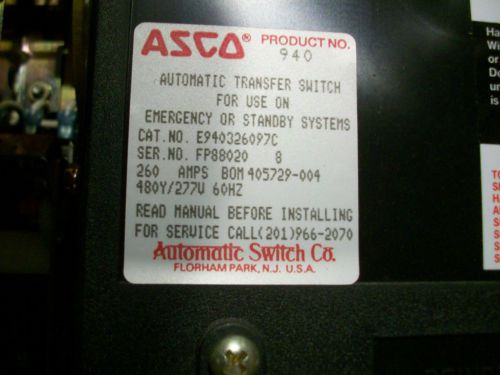 ASCO® PRODUCT NO.
940
AUTOMATIC TRANSFER SWITCH
FOR USE ON
EMERGENCY OR STANDBY SYSTEMS
CAT.NO. E940326097C
SER.NO. FP88020 8
260 AMPS BOM 405729-004
480Y/277V 60HZ
READ MANUAL BEFORE INSTALLING
FOR SERVICE CALL(201)966-2070
Automatic Switch Co.
FLORHAM PARK, N.J. U.S.A.